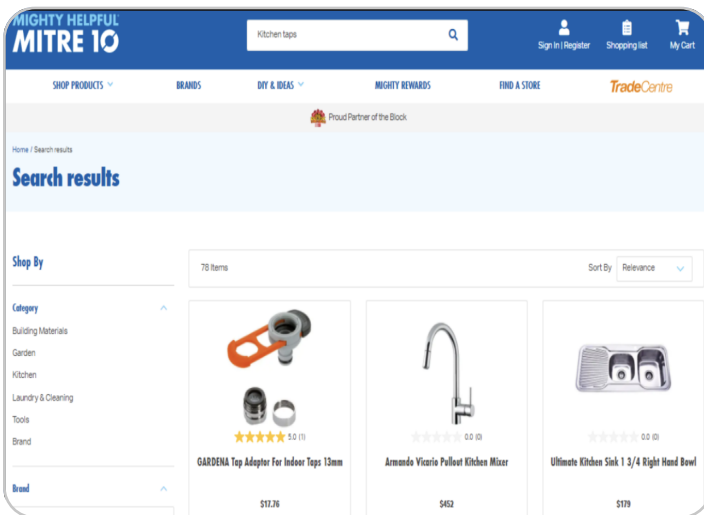 MIGHTY HELPFUL
MITRE 10
Kitchen taps
Sign In | Register
Shopping list
My Cart
SHOP PRODUCTS
BRANDS
DIY & IDEAS
MIGHTY REWARDS
FIND A STORE
TradeCentre
Proud Partner of the Block
Home / Search results
Search results
Shop By
78 Items
Sort By
Relevance
Category
Building Materials
Garden
Kitchen
Laundry & Cleaning
Tools
Brand
Brand
5.0 (1)
GARDENA Tap Adaptor For Indoor Taps 13mm
$17.76
0.0 (0)
Armando Vicario Pullout Kitchen Mixer
$452
0.0 (0)
Ultimate Kitchen Sink 1 3/4 Right Hand Bowl
$179